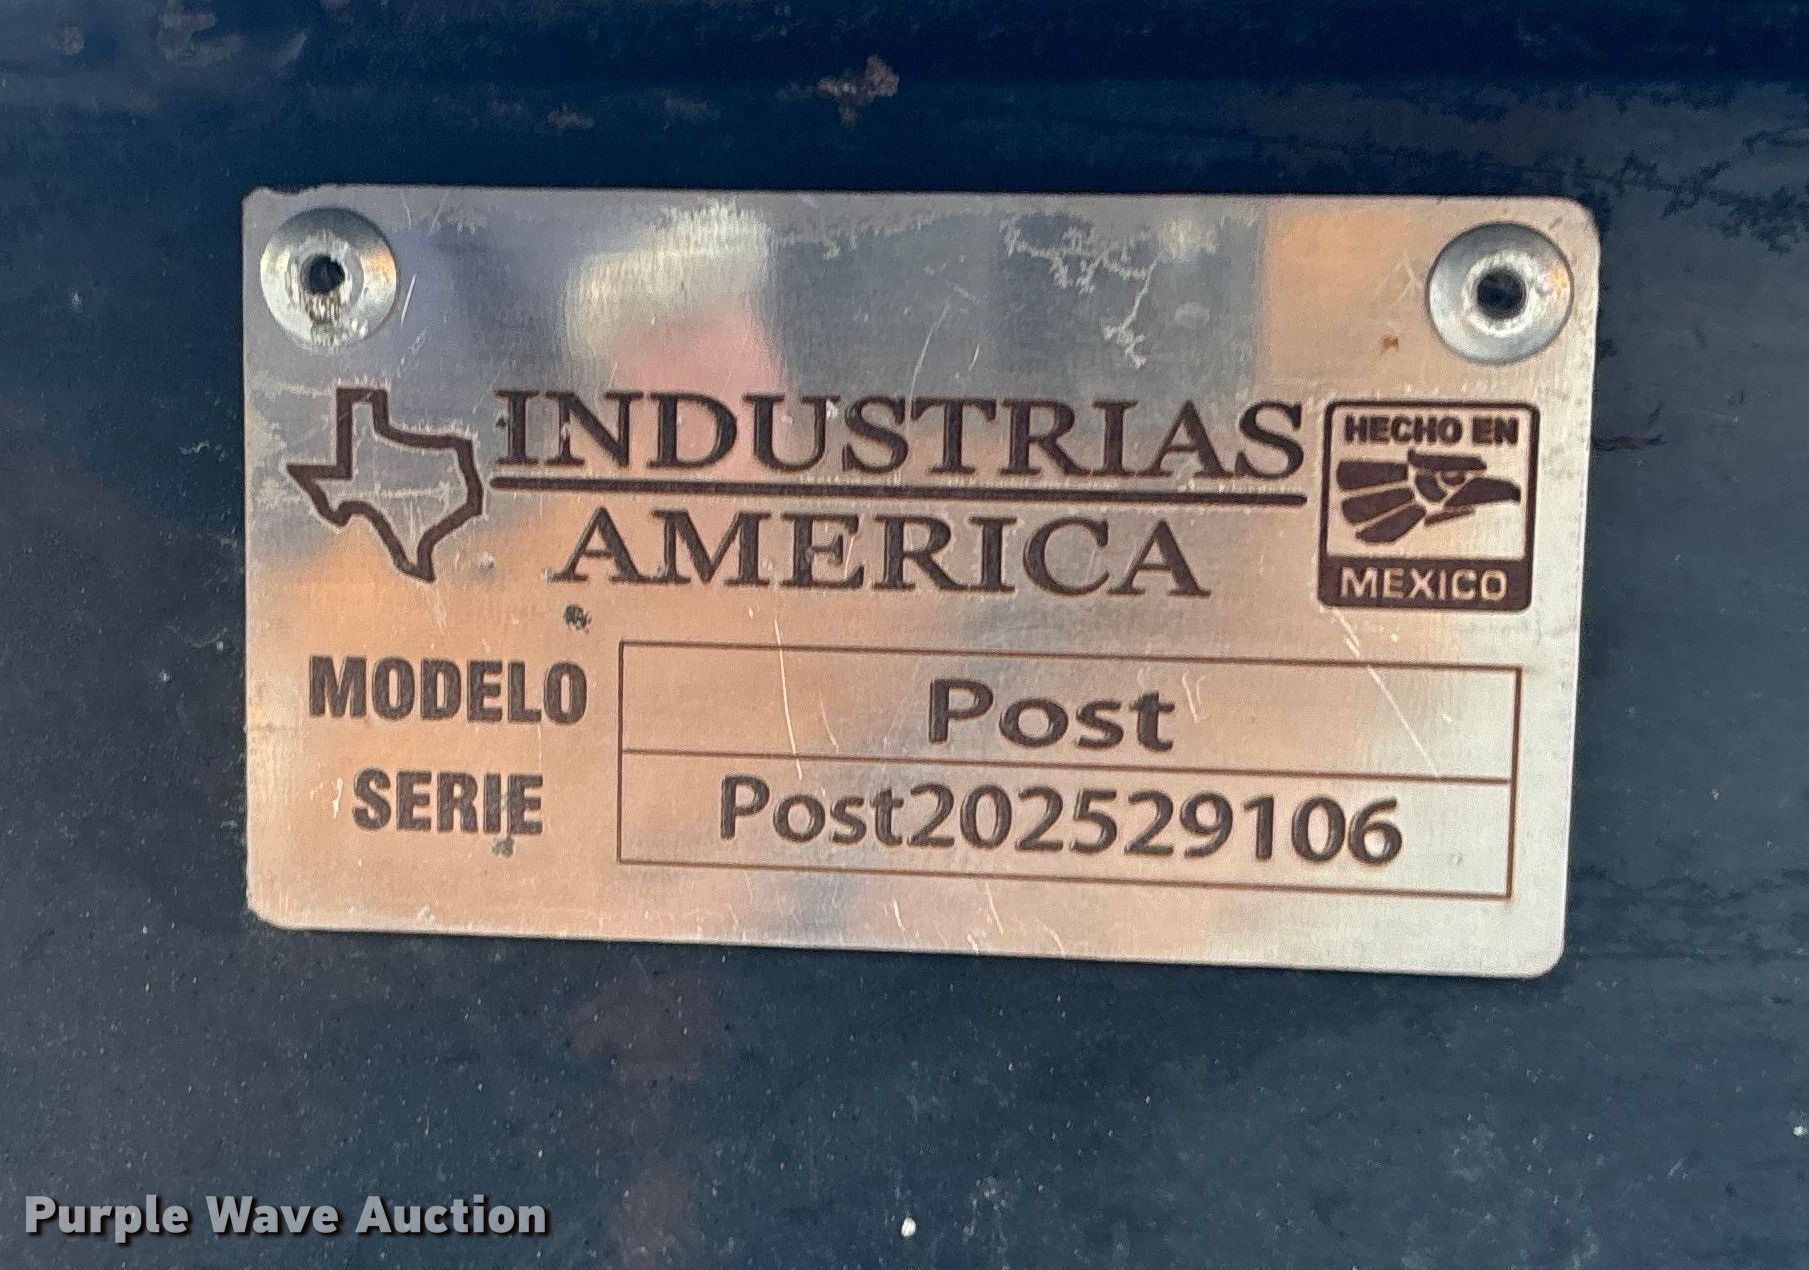 INDUSTRIAS
AMERICA
HECHO EN
MEXICO
MODELO Post
SERIE Post202529106
Purple Wave Auction